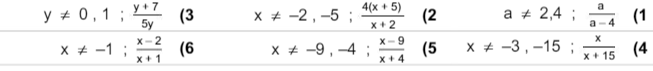 (1 a/(a−4) ; a ≠ 2,4   (2 4(x+5)/(x+2) ; x ≠ −2, −5   (3 (y+7)/5y ; y ≠ 0, 1
(4 x/(x+15) ; x ≠ −3, −15   (5 (x−9)/(x+4) ; x ≠ −9, −4   (6 (x−2)/(x+1) ; x ≠ −1